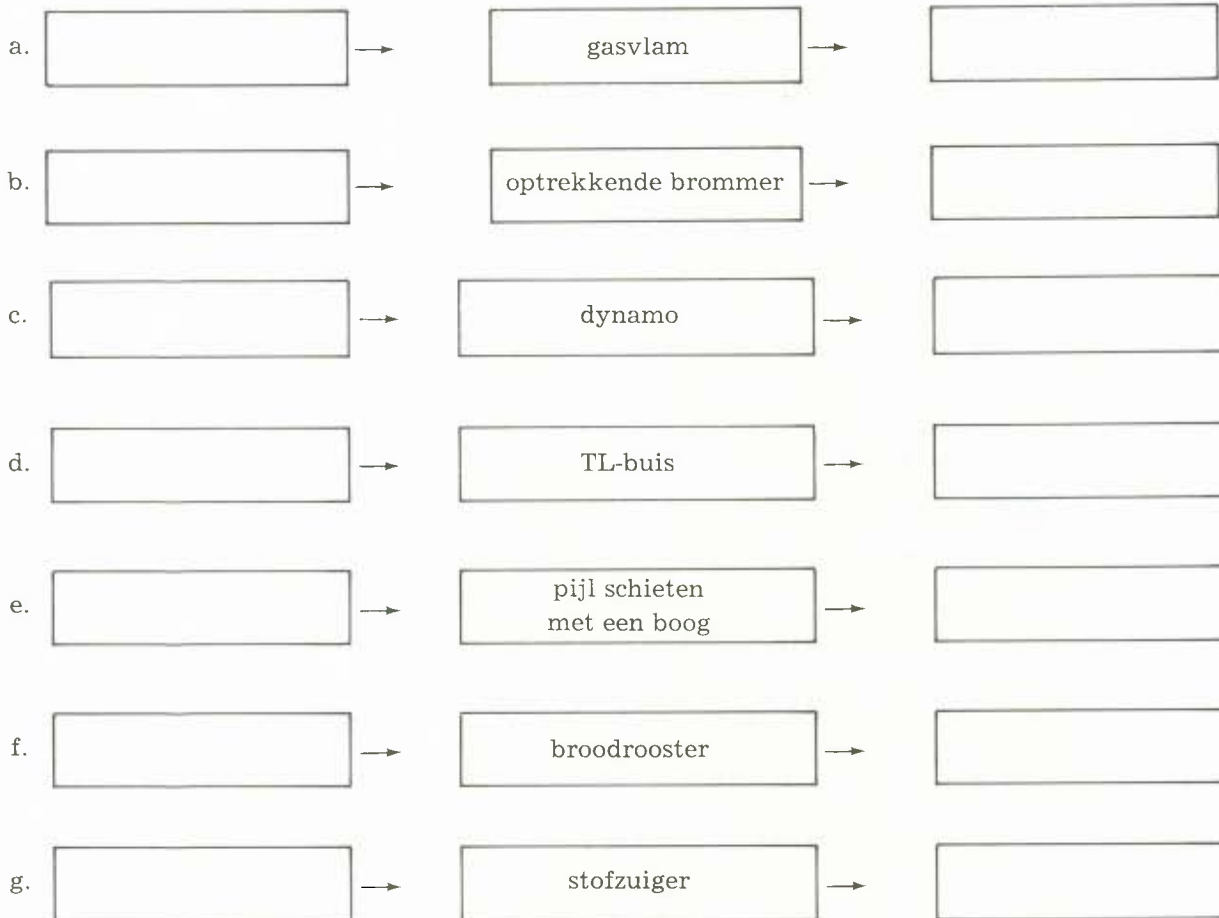 a. gasvlam
b. optrekkende brommer
c. dynamo
d. TL-buis
e. pijl schieten
met een boog
f. broodrooster
g. stofzuiger